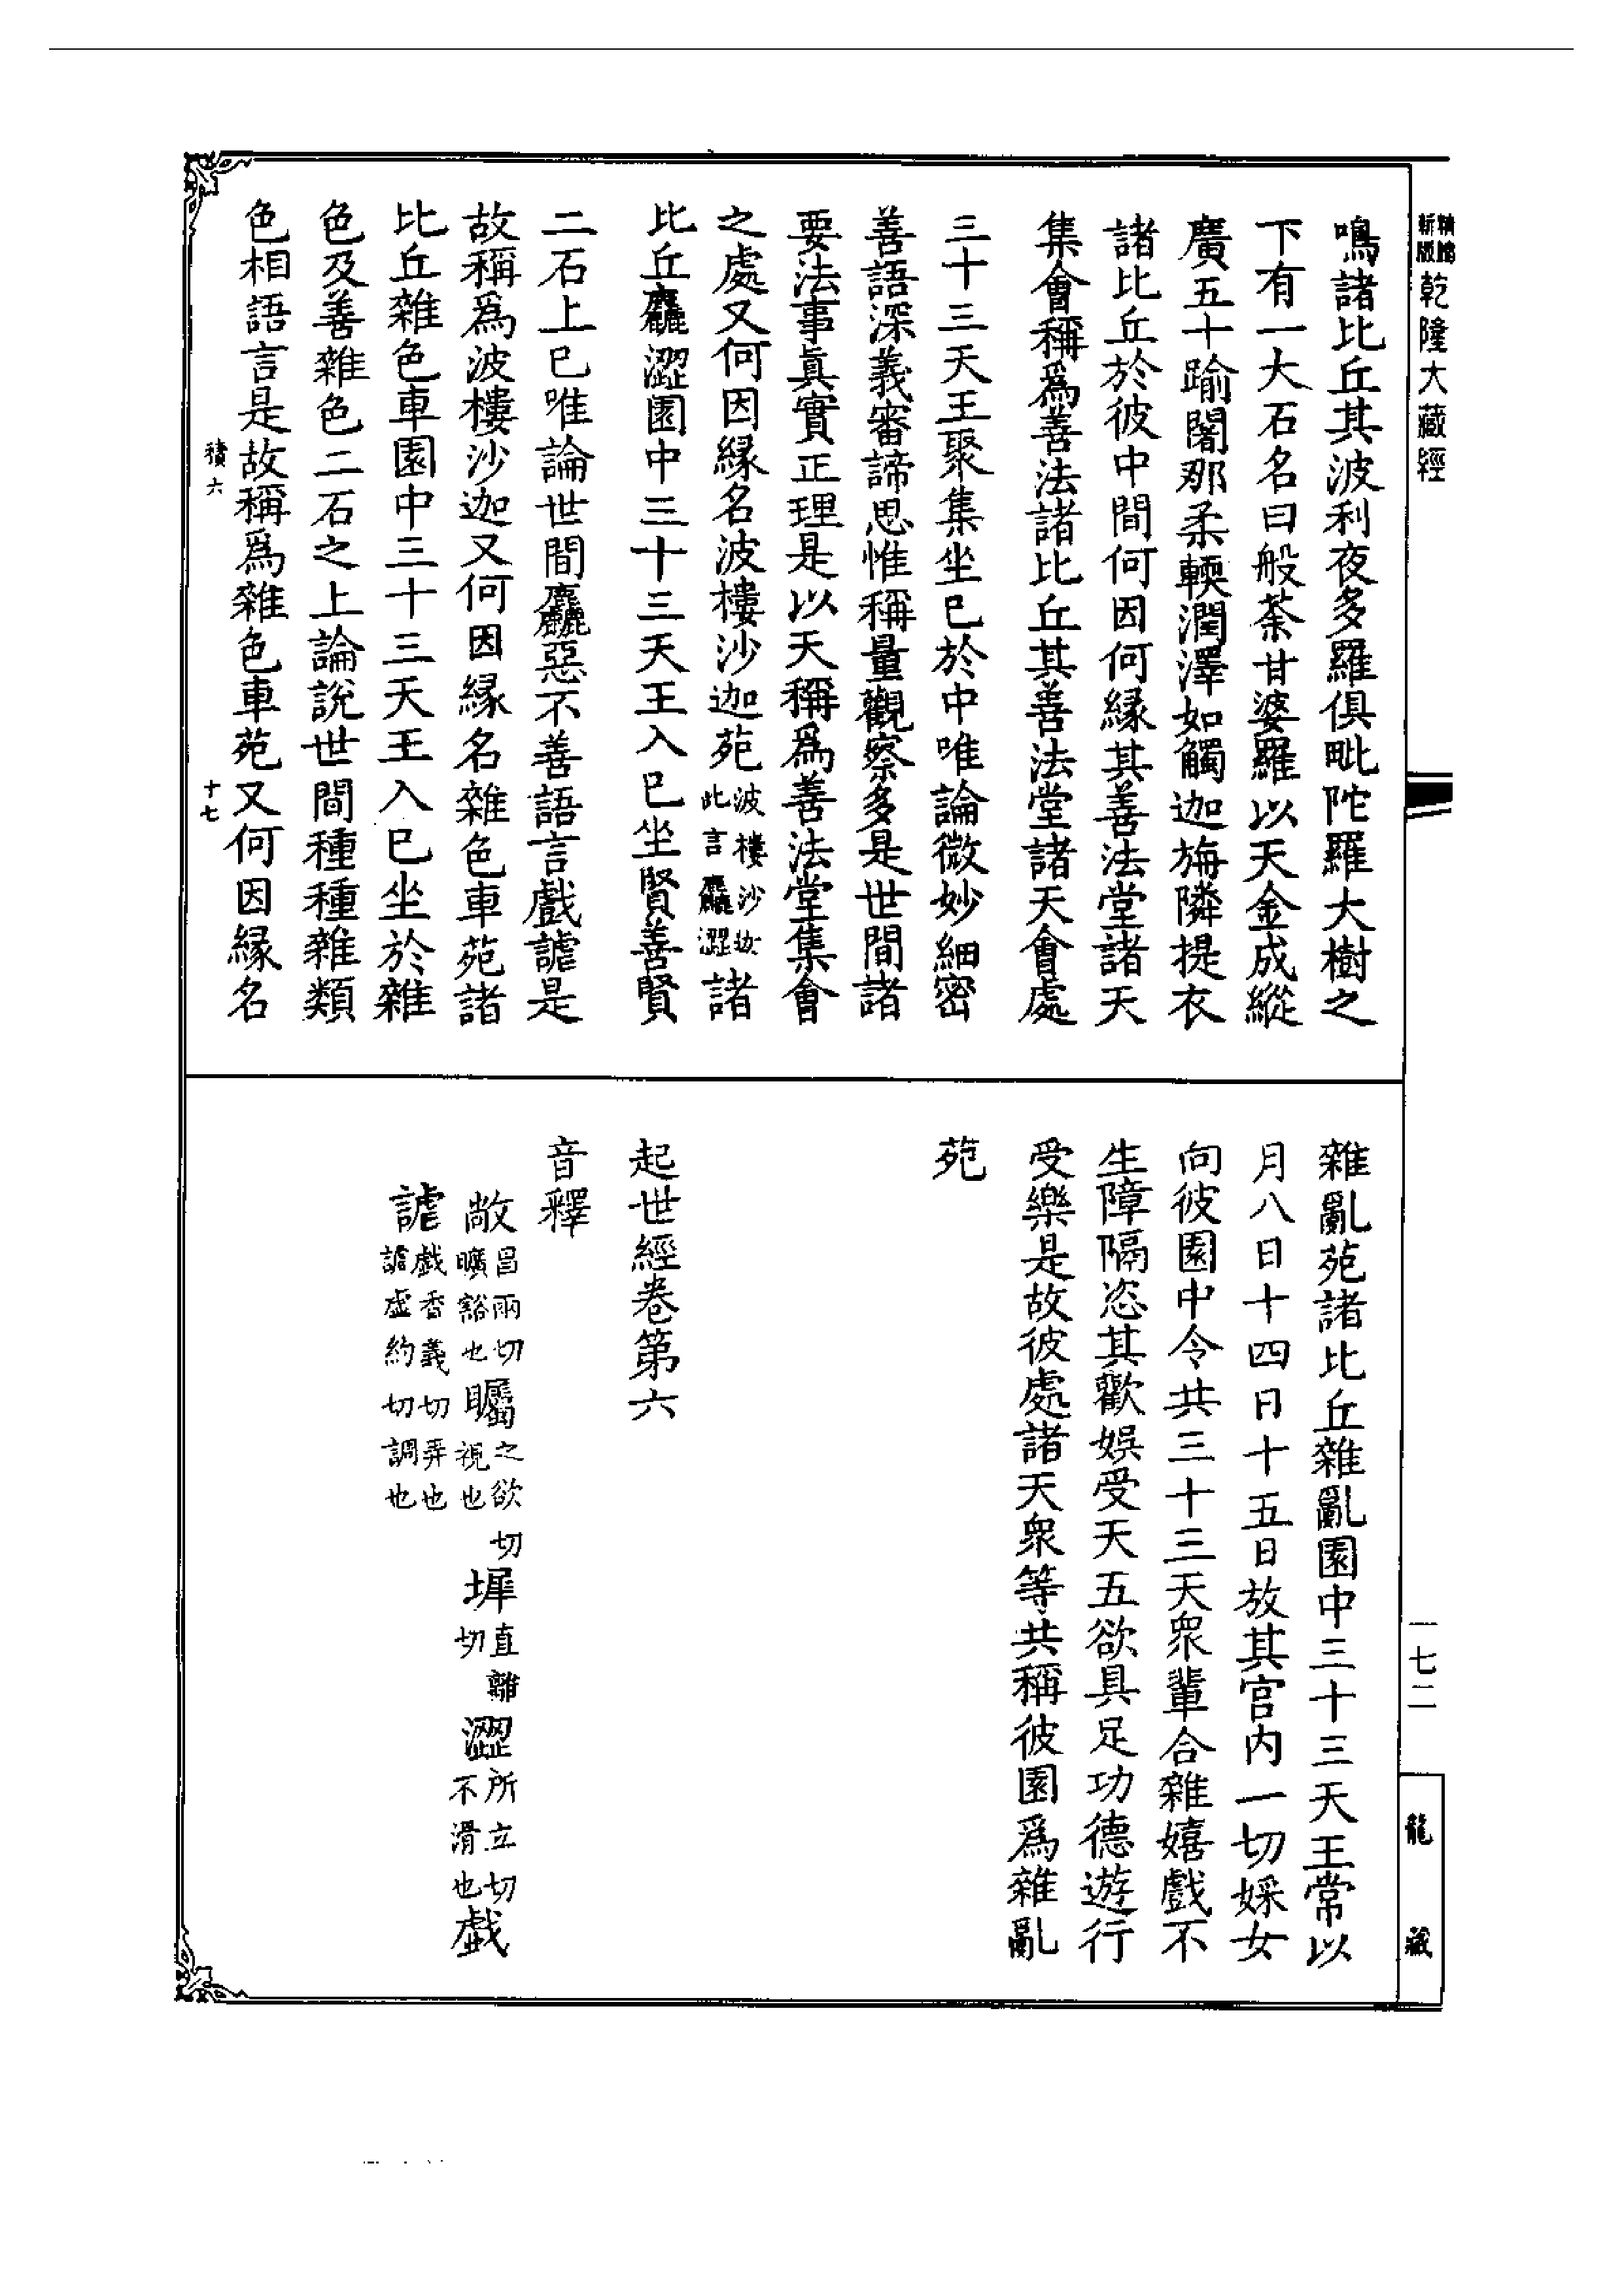 新版精縮乾隆大藏經
鳴諸比丘其波利夜多羅俱毗陀羅大樹之
下有一大石名曰般荼甘婆羅以天金成縱
廣五十踰闍那柔輭潤澤如觸迦旃隣提衣
諸比丘於彼中間何因何緣其善法堂諸天
集會稱爲善法諸比丘其善法堂諸天會處
三十三天王聚集坐已於中唯論微妙細密
善語深義審諦思惟稱量觀察多是世間諸
要法事眞實正理是以天稱爲善法堂集會
之處又何因緣名波樓沙迦苑波樓沙迦此言麤澀諸
比丘麤澀園中三十三天王入已坐賢善賢
二石上已唯論世間麤惡不善語言戲謔是
故稱爲波樓沙迦又何因緣名雜色車苑諸
比丘雜色車園中三十三天王入已坐於雜
色及善雜色二石之上論說世間種種雜類
色相語言是故稱爲雜色車苑又何因緣名
積六
十七
雜亂苑諸比丘雜亂園中三十三天王常以
月八日十四日十五日放其宮內一切婇女
向彼園中令共三十三天衆輩合雜嬉戲不
生障隔恣其歡娛受天五欲具足功德遊行
受樂是故彼處諸天衆等共稱彼園爲雜亂
苑
起世經卷第六
音釋
敞昌兩切曠豁也矚之欲切視也墀直離切澀所立切不滑也戲
謔戲香義切弄也謔虛約切調也
一七二
龍藏